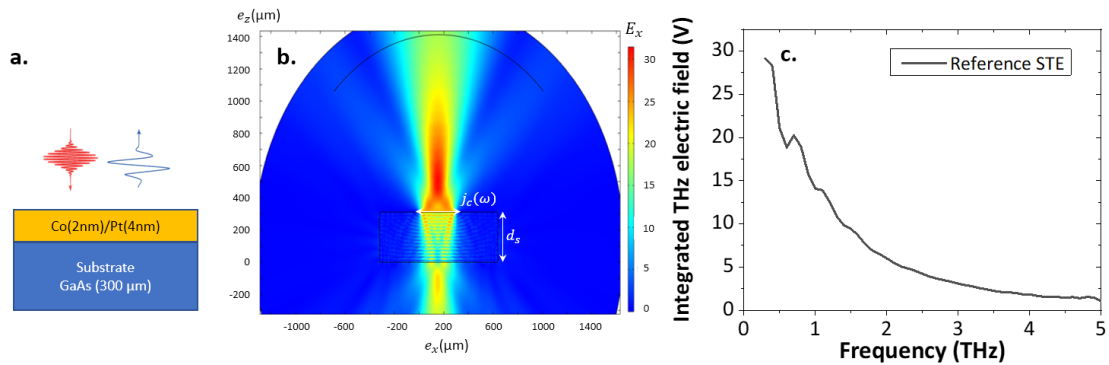 a.
Co(2nm)/Pt(4nm)
Substrate
GaAs (300 µm)
e_z(µm)
b.
E_x
1400
1200
1000
800
600
400
200
0
-200
-1000
-600
-200
200
600
1000
1400
e_x(µm)
j_c(ω)
d_s
30
25
20
15
10
5
0
c.
Reference STE
Integrated THz electric field (V)
30
25
20
15
10
5
0
0
1
2
3
4
5
Frequency (THz)